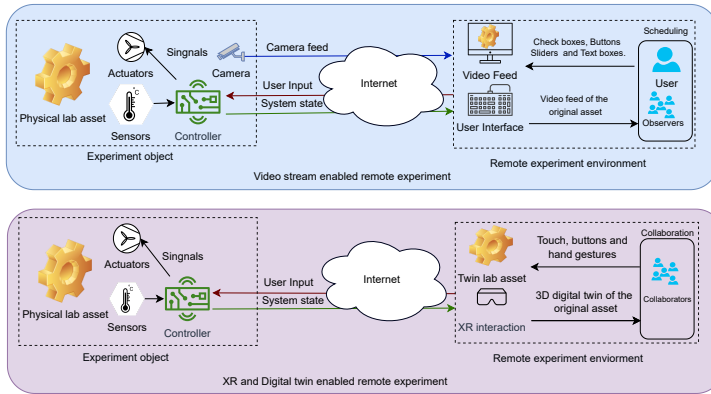 Singnals
Camera feed
Scheduling
Actuators
Camera
Internet
Video Feed
Check boxes, Buttons
Sliders and Text boxes.
User
°C
User Input
System state
Physical lab asset
Sensors
Controller
User Interface
Video feed of the
original asset
Observers
Experiment object
Remote experiment environment
Video stream enabled remote experiment
Collaboration
Actuators
Singnals
Internet
Twin lab asset
Touch, buttons and
hand gestures
°C
User Input
System state
Physical lab asset
Sensors
Controller
XR interaction
3D digital twin of the
original asset
Collaborators
Experiment object
Remote experiment enviorment
XR and Digital twin enabled remote experiment